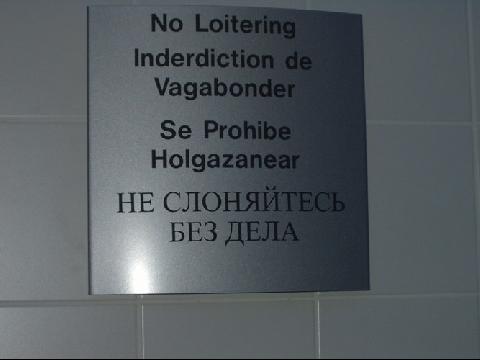 No Loitering
Inderdiction de
Vagabonder
Se Prohibe
Holgazanear
НЕ СЛОНЯЙТЕСЬ
БЕЗ ДЕЛА